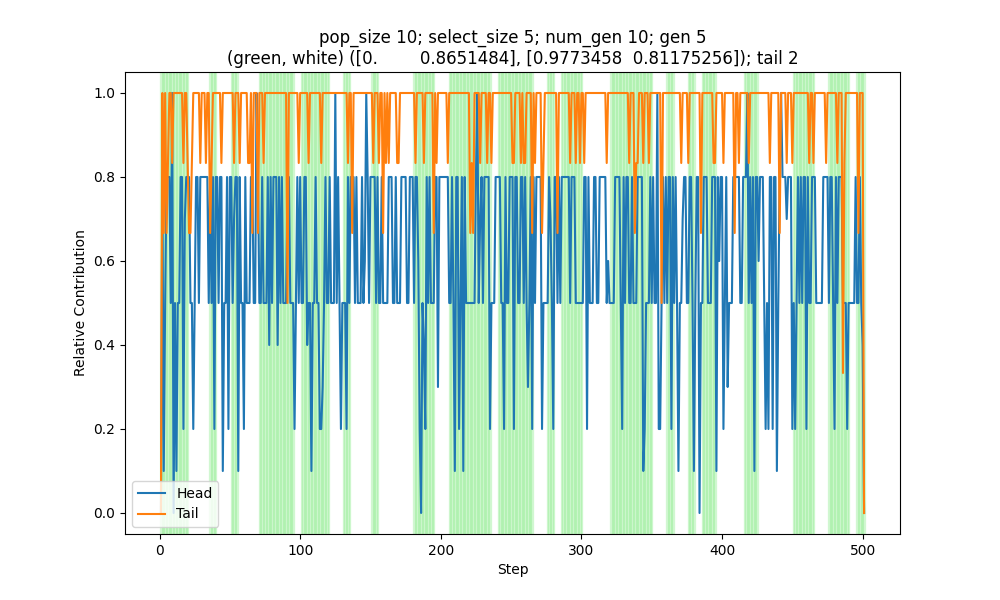 pop_size 10; select_size 5; num_gen 10; gen 5
(green, white) ([0.        0.8651484], [0.9773458  0.81175256]); tail 2
1.0
0.8
0.6
0.4
0.2
0.0
Relative Contribution
Head
Tail
0 100 200 300 400 500
Step